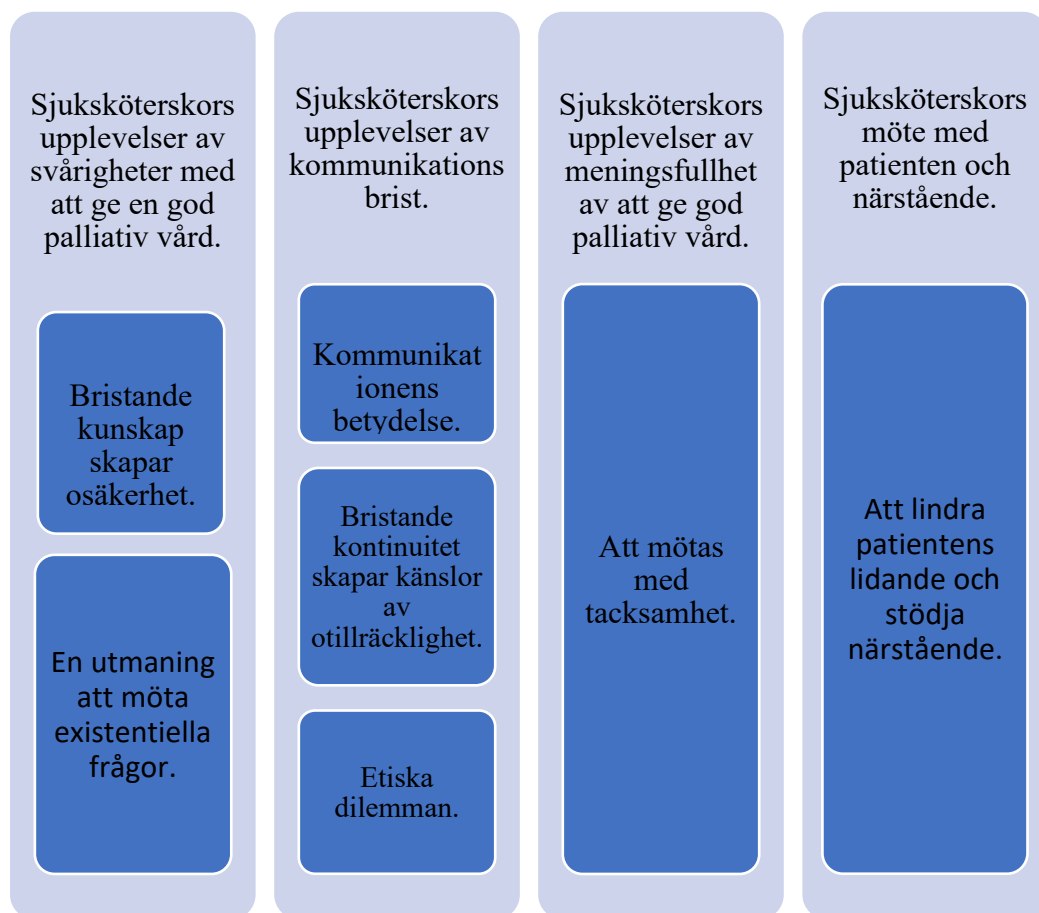 Sjuksköterskors
upplevelser av
svårigheter med
att ge en god
palliativ vård.
Bristande
kunskap
skapar
osäkerhet.
En utmaning
att möta
existentiella
frågor.
Sjuksköterskors
upplevelser av
kommunikations
brist.
Kommunikat
ionens
betydelse.
Bristande
kontinuitet
skapar känslor
av
otillräcklighet.
Etiska
dilemman.
Sjuksköterskors
upplevelser av
meningsfullhet
av att ge god
palliativ vård.
Att mötas
med
tacksamhet.
Sjuksköterskors
möte med
patienten och
närstående.
Att lindra
patientens
lidande och
stödja
närstående.